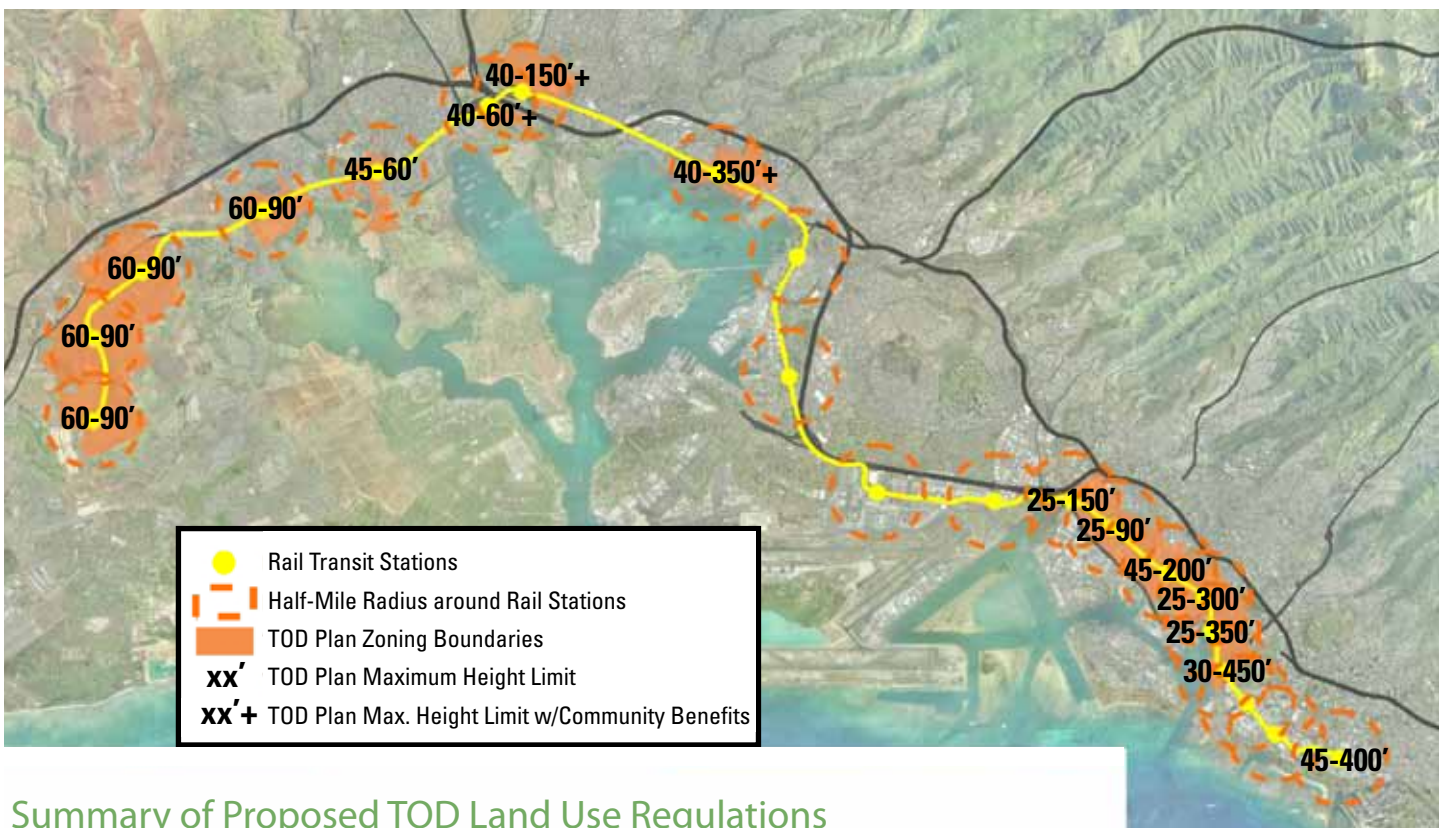 40-150’+
40-60’+
45-60’
40-350’+
60-90’
60-90’
60-90’
60-90’
25-150’
25-90’
45-200’
25-300’
25-350’
30-450’
45-400’
Rail Transit Stations
Half-Mile Radius around Rail Stations
TOD Plan Zoning Boundaries
xx’ TOD Plan Maximum Height Limit
xx’+ TOD Plan Max. Height Limit w/Community Benefits
Summary of Proposed TOD Land Use Regulations